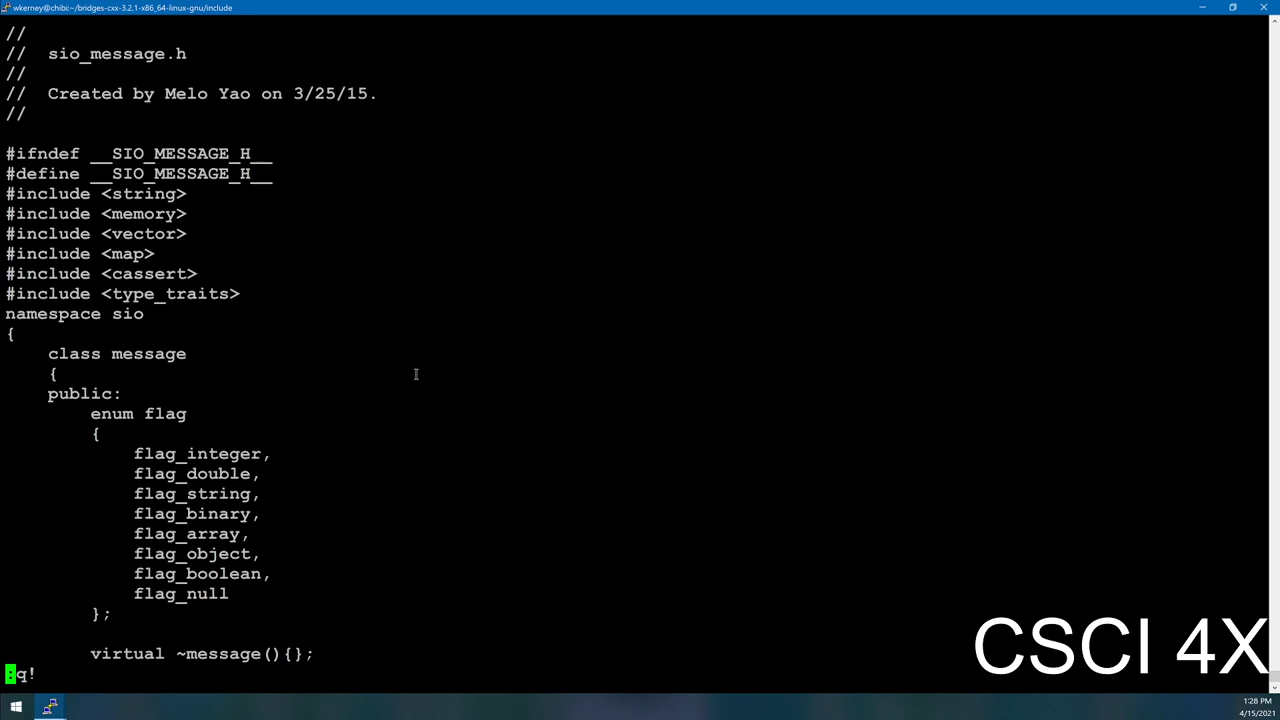 wkerney@chibi:~/bridges-cxx-3.2.1-x86_64-linux-gnu/include
//
//  sio_message.h
//
//  Created by Melo Yao on 3/25/15.
//
#ifndef __SIO_MESSAGE_H__
#define __SIO_MESSAGE_H__
#include <string>
#include <memory>
#include <vector>
#include <map>
#include <cassert>
#include <type_traits>
namespace sio
{
    class message
    {
    public:
        enum flag
        {
            flag_integer,
            flag_double,
            flag_string,
            flag_binary,
            flag_array,
            flag_object,
            flag_boolean,
            flag_null
        };
        virtual ~message(){};
:q!
CSCI 4X
1:28 PM
4/15/2021